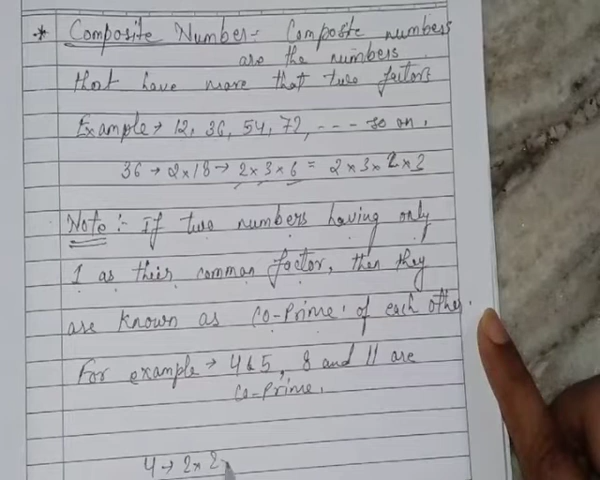 * Composite Number:- Composte numbers
are the numbers
that have more that two factors
Example → 12, 36, 54, 72, ---- so on.
36 → 2×18 → 2×3×6 = 2×3×2×3
Note:- If two numbers having only
1 as their common factor, then they
are known as co-prime' of each other.
For example → 4 & 5, 8 and 11 are
co-prime.
4 → 2×2